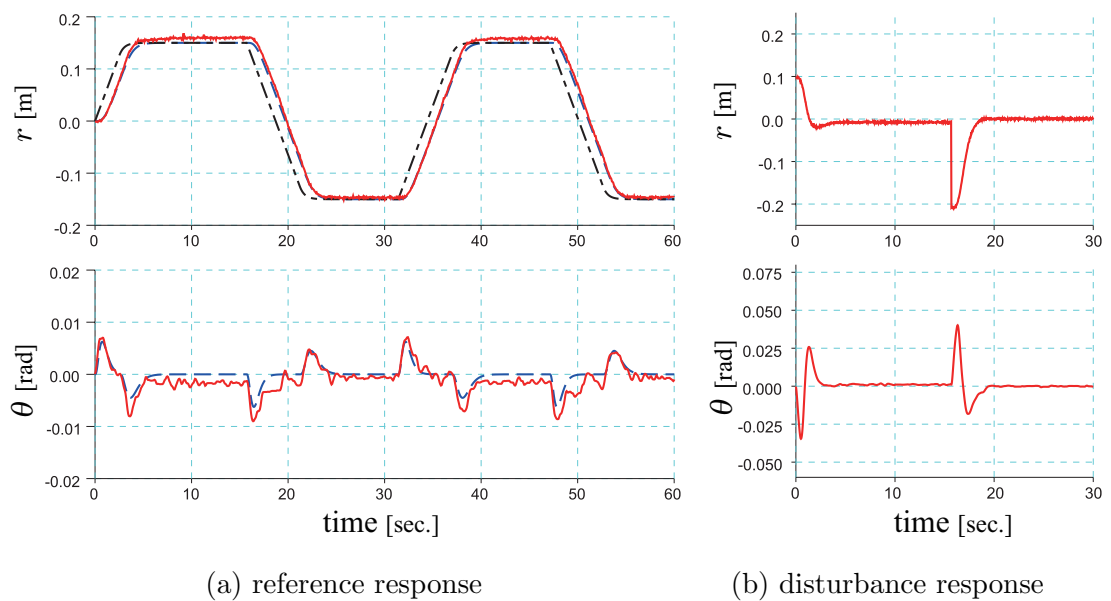 0.2
0.1
0.0
-0.1
-0.2
r [m]
0 10 20 30 40 50 60
0.02
0.01
0.00
-0.01
-0.02
θ [rad]
0 10 20 30 40 50 60
time [sec.]
(a) reference response
0.2
0.1
0.0
-0.1
-0.2
r [m]
0 10 20 30
0.075
0.050
0.025
0.000
-0.025
-0.050
θ [rad]
0 10 20 30
time [sec.]
(b) disturbance response